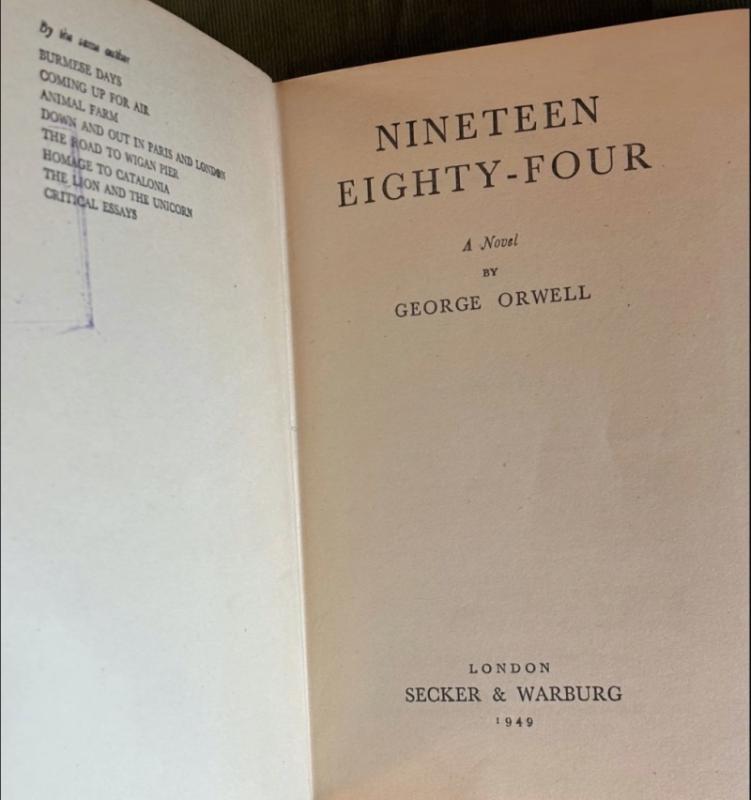 By the same author
BURMESE DAYS
COMING UP FOR AIR
ANIMAL FARM
DOWN AND OUT IN PARIS AND LONDON
THE ROAD TO WIGAN PIER
HOMAGE TO CATALONIA
THE LION AND THE UNICORN
CRITICAL ESSAYS
NINETEEN
EIGHTY-FOUR
A Novel
BY
GEORGE ORWELL
LONDON
SECKER & WARBURG
1949